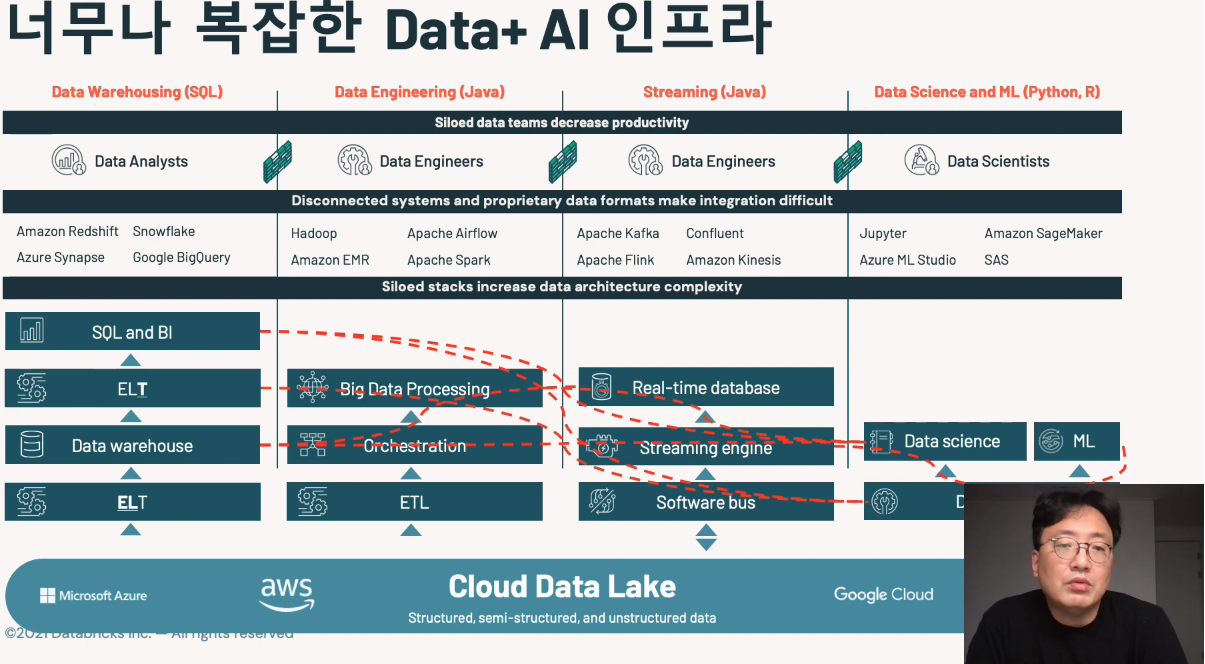 너무나 복잡한 Data+ AI 인프라
Data Warehousing (SQL)
Data Engineering (Java)
Streaming (Java)
Data Science and ML (Python, R)
Siloed data teams decrease productivity
Data Analysts
Data Engineers
Data Engineers
Data Scientists
Disconnected systems and proprietary data formats make integration difficult
Amazon Redshift Snowflake
Azure Synapse Google BigQuery
Hadoop Apache Airflow
Amazon EMR Apache Spark
Apache Kafka Confluent
Apache Flink Amazon Kinesis
Jupyter Amazon SageMaker
Azure ML Studio SAS
Siloed stacks increase data architecture complexity
SQL and BI
ELT
Data warehouse
ELT
Big Data Processing
Orchestration
ETL
Real-time database
Streaming engine
Software bus
Data science
ML
D
Cloud Data Lake
Structured, semi-structured, and unstructured data
Microsoft Azure
aws
Google Cloud
©2021 Databricks Inc. — All rights reserved